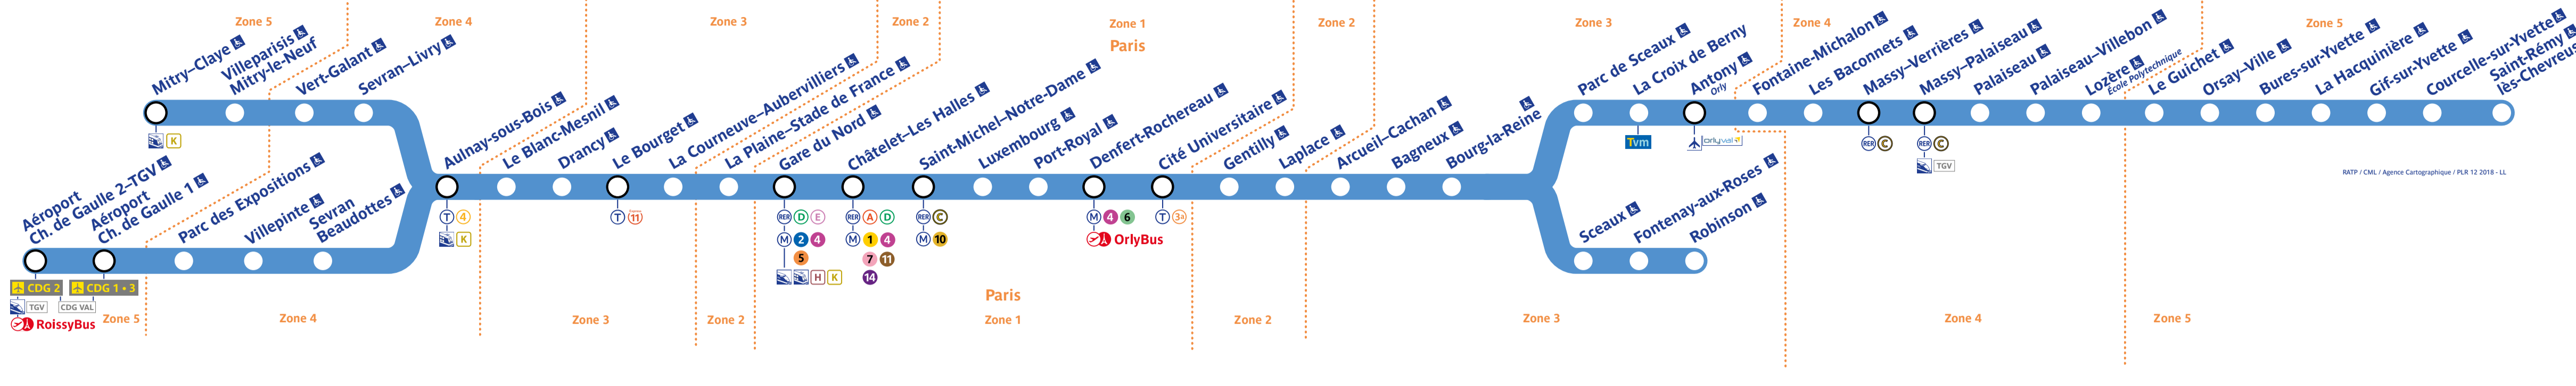 Zone 5
Zone 4
Zone 3
Zone 2
Zone 1
Paris
Zone 2
Zone 3
Zone 4
Zone 5
Mitry–Claye
Villeparisis
Mitry-le-Neuf
Vert-Galant
Sevran–Livry
K
Aéroport
Ch. de Gaulle 2–TGV
Aéroport
Ch. de Gaulle 1
Parc des Expositions
Villepinte
Sevran
Beaudottes
CDG 2
CDG 1 • 3
TGV
CDG VAL
RoissyBus
Aulnay-sous-Bois
T 4
K
Le Blanc-Mesnil
Drancy
Le Bourget
T 11
La Courneuve–Aubervilliers
La Plaine–Stade de France
Gare du Nord
RER D E
M 2 4
5
H K
Châtelet–Les Halles
RER A D
M 1 4
7 11
14
Saint-Michel–Notre-Dame
RER C
M 10
Luxembourg
Port-Royal
Denfert-Rochereau
M 4 6
OrlyBus
Cité Universitaire
T 3a
Gentilly
Laplace
Arcueil–Cachan
Bagneux
Bourg-la-Reine
Parc de Sceaux
La Croix de Berny
Tvm
Antony
Orly
orlyval
Fontaine-Michalon
Les Baconnets
Massy–Verrières
RER C
Massy–Palaiseau
RER C
TGV
Palaiseau
Palaiseau–Villebon
Lozère
École Polytechnique
Le Guichet
Orsay–Ville
Bures-sur-Yvette
La Hacquinière
Gif-sur-Yvette
Courcelle-sur-Yvette
Saint-Rémy
lès-Chevreuse
Sceaux
Fontenay-aux-Roses
Robinson
RATP / CML / Agence Cartographique / PLR 12 2018 - LL
Zone 5
Zone 4
Zone 3
Zone 2
Paris
Zone 1
Zone 2
Zone 3
Zone 4
Zone 5